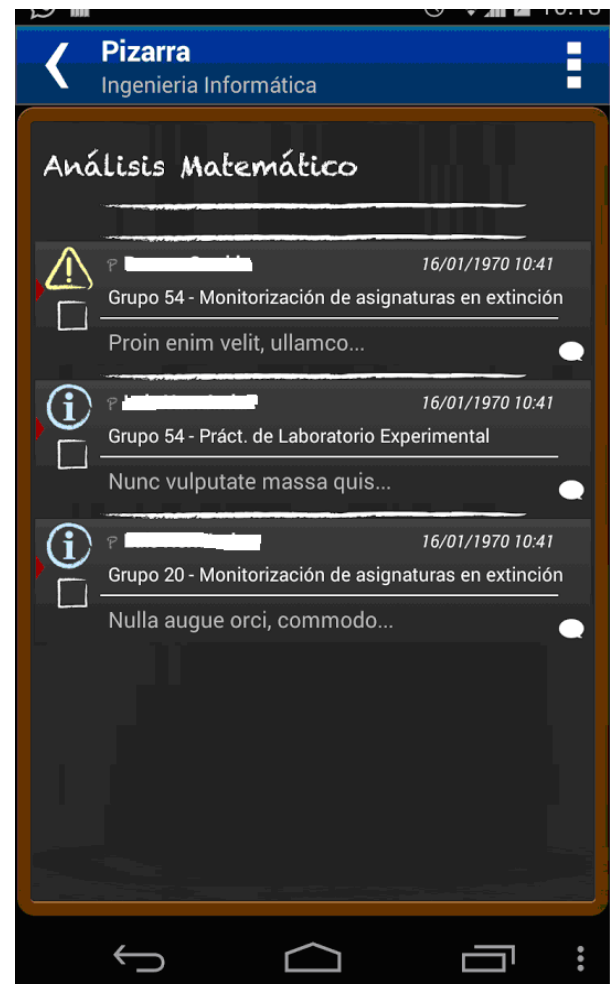 Pizarra
Ingenieria Informática
Análisis Matemático
16/01/1970 10:41
Grupo 54 - Monitorización de asignaturas en extinción
Proin enim velit, ullamco...
16/01/1970 10:41
Grupo 54 - Práct. de Laboratorio Experimental
Nunc vulputate massa quis...
16/01/1970 10:41
Grupo 20 - Monitorización de asignaturas en extinción
Nulla augue orci, commodo...